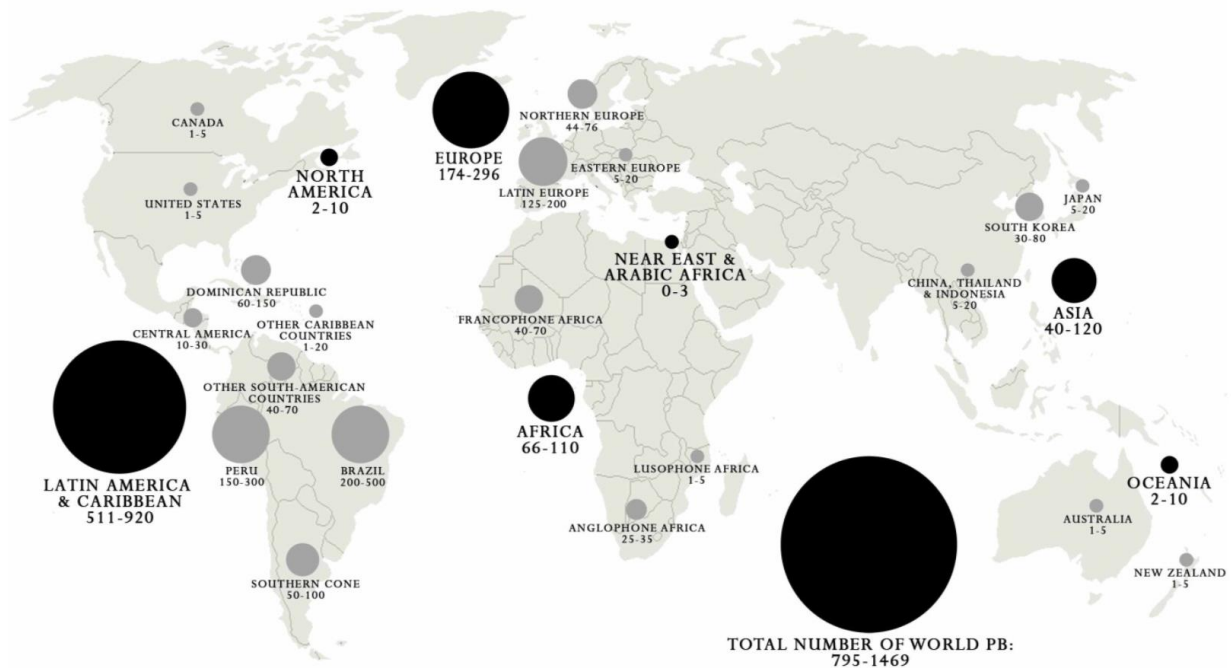 CANADA
1-5
NORTH
AMERICA
2-10
UNITED STATES
1-5
DOMINICAN REPUBLIC
60-150
CENTRAL AMERICA
10-30
OTHER CARIBBEAN
COUNTRIES
1-20
OTHER SOUTH-AMERICAN
COUNTRIES
40-70
LATIN AMERICA
& CARIBBEAN
511-920
PERU
150-300
BRAZIL
200-500
SOUTHERN CONE
50-100
EUROPE
174-296
NORTHERN EUROPE
44-76
EASTERN EUROPE
5-20
LATIN EUROPE
125-200
NEAR EAST &
ARABIC AFRICA
0-3
FRANCOPHONE AFRICA
40-70
AFRICA
66-110
LUSOPHONE AFRICA
1-5
ANGLOPHONE AFRICA
25-35
JAPAN
5-20
SOUTH KOREA
30-80
CHINA, THAILAND
& INDONESIA
5-20
ASIA
40-120
OCEANIA
2-10
AUSTRALIA
1-5
NEW ZEALAND
1-5
TOTAL NUMBER OF WORLD PB:
795-1469